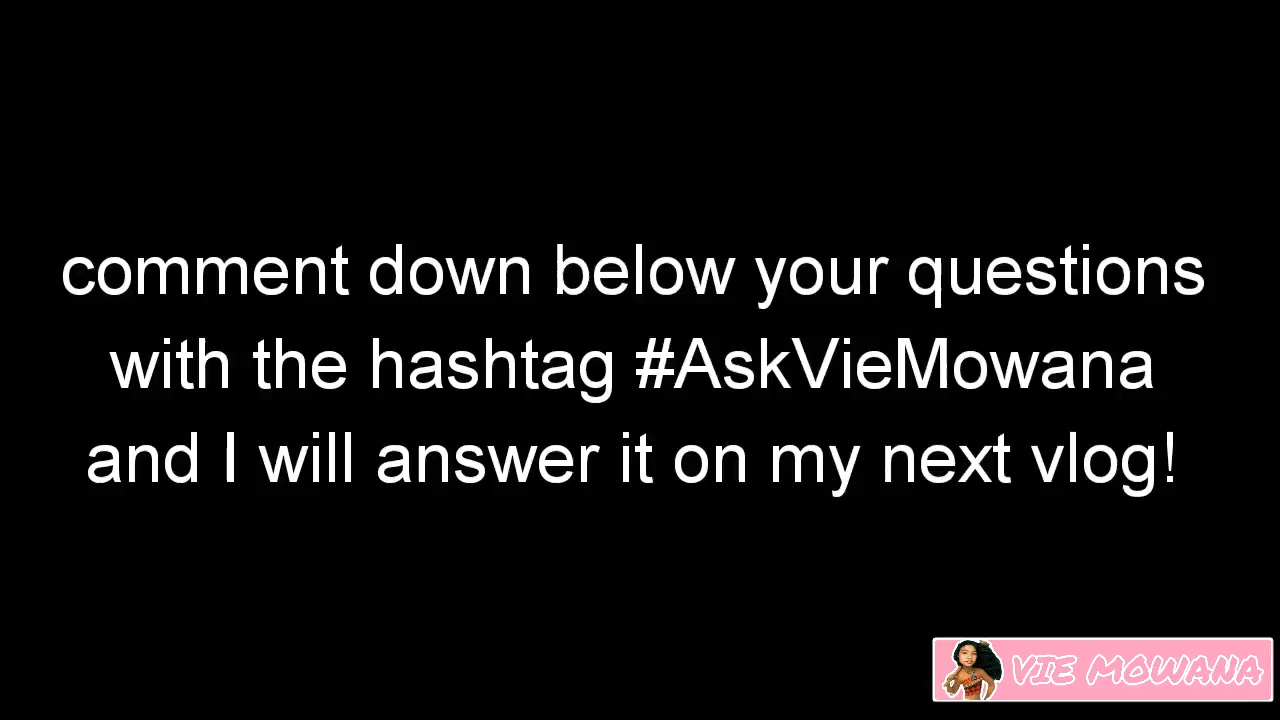 comment down below your questions
with the hashtag #AskVieMowana
and I will answer it on my next vlog!
VIE MOWANA